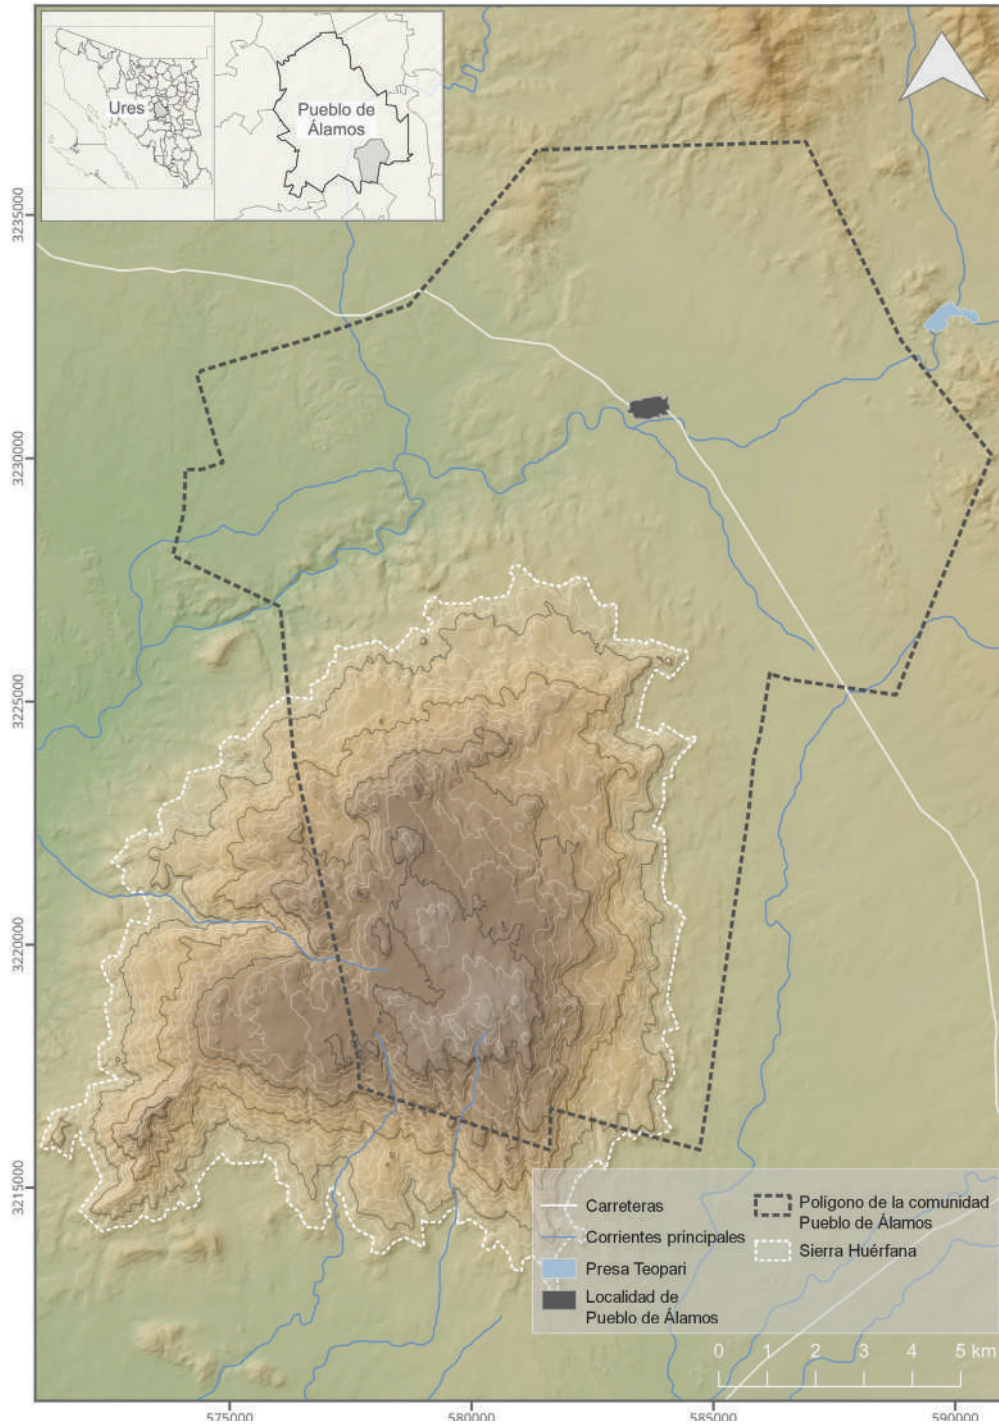 Ures
Pueblo de
Álamos
3235000
3230000
3225000
3220000
3215000
Carreteras
Corrientes principales
Presa Teopari
Localidad de
Pueblo de Álamos
Polígono de la comunidad
Pueblo de Álamos
Sierra Huérfana
0 1 2 3 4 5 km
575000 580000 585000 590000